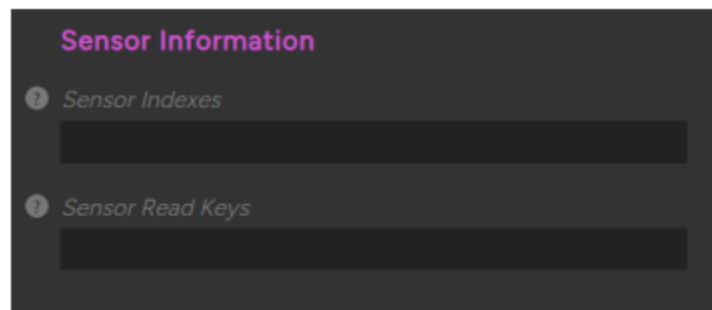 Sensor Information
? Sensor Indexes
? Sensor Read Keys